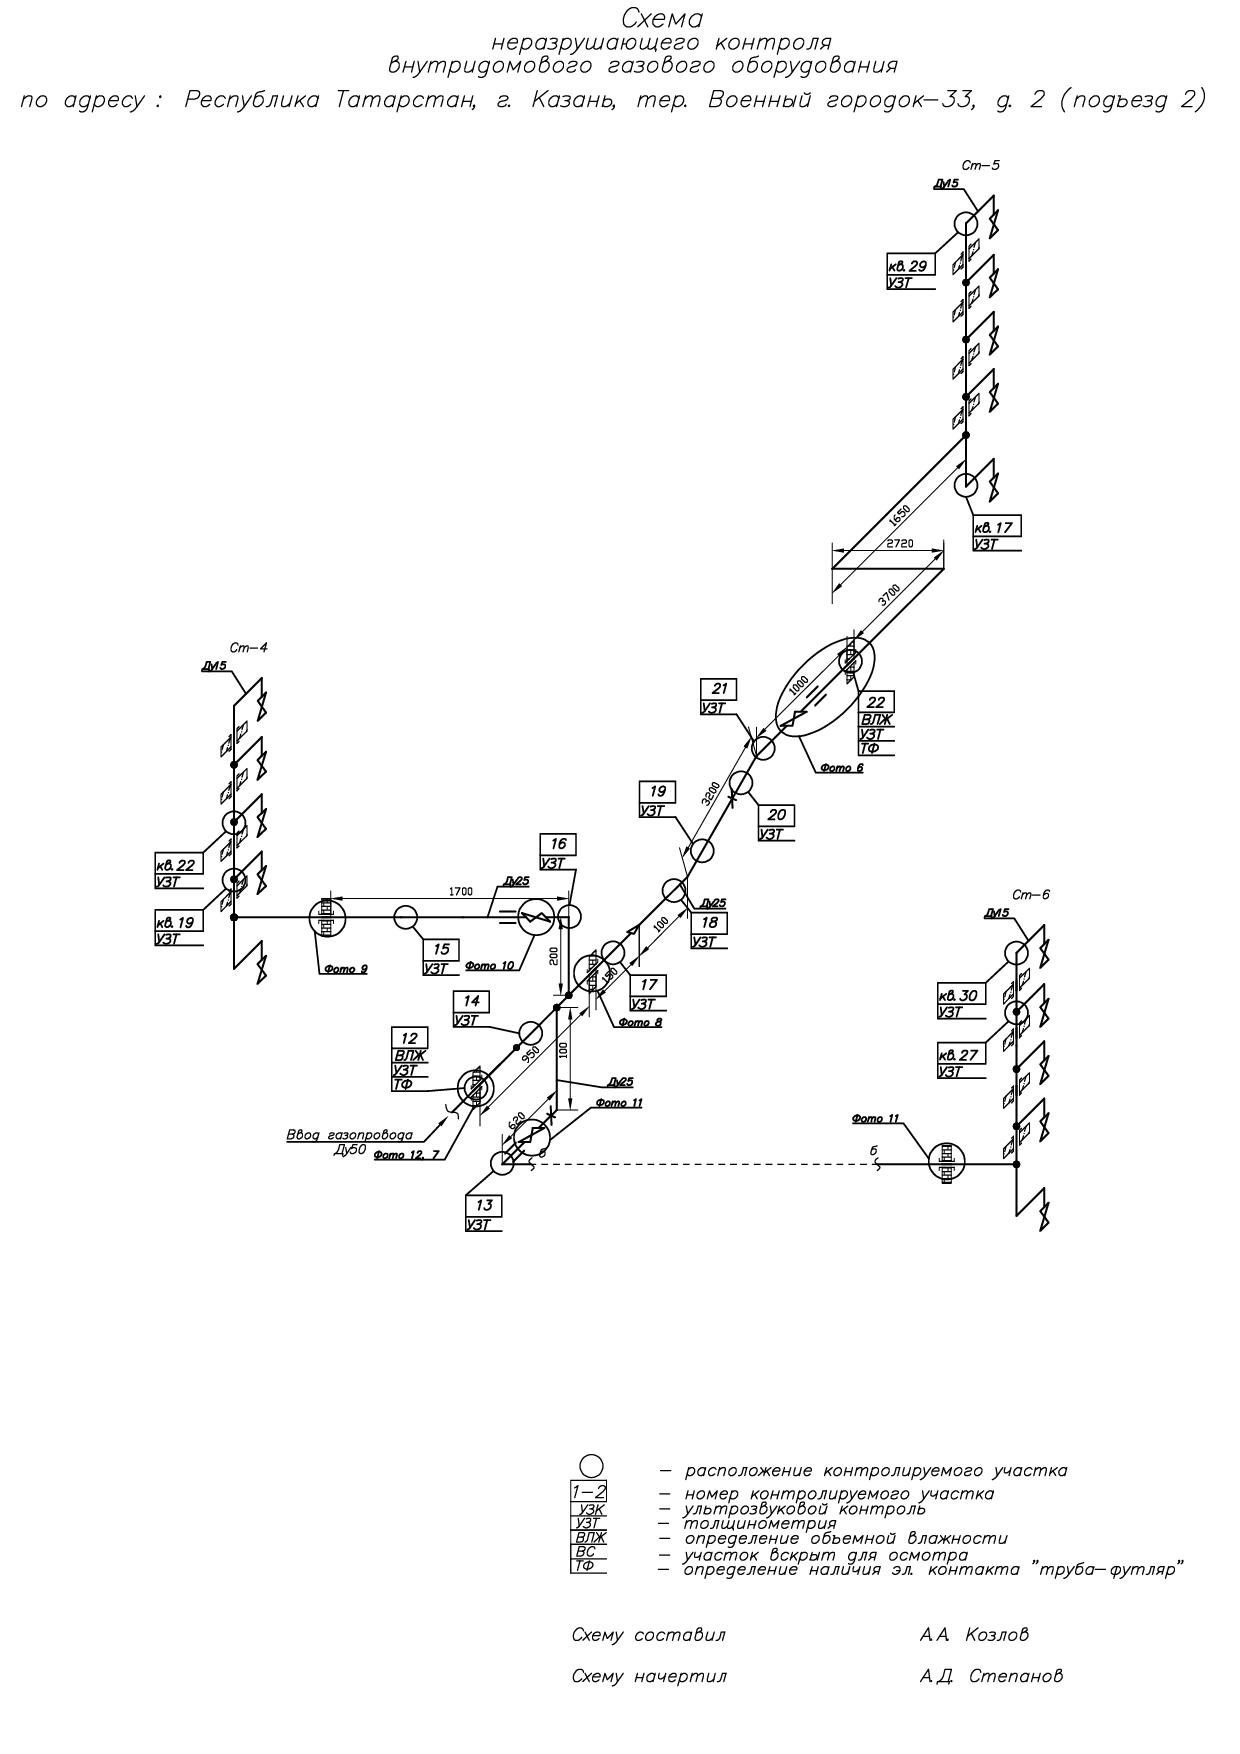 Схема
неразрушающего контроля
внутридомового газового оборудования
по адресу : Республика Татарстан, г. Казань, тер. Военный городок-33, д. 2 (подъезд 2)
Ст-5
Ду15
кв. 29
УЗТ
1650
кв. 17
УЗТ
2720
3700
Ст-4
Ду15
21
УЗТ
1000
22
ВЛЖ
УЗТ
ТФ
Фото 6
3200
19
УЗТ
20
УЗТ
16
УЗТ
кв. 22
УЗТ
Ду25
1700
Ду25
кв. 19
УЗТ
18
УЗТ
100
15
УЗТ
Фото 9
Фото 10
200
150
17
УЗТ
Фото 8
14
УЗТ
12
ВЛЖ
УЗТ
ТФ
950
100
Ду25
Фото 11
620
Ввод газопровода
Ду50
Фото 12, 7
б
13
УЗТ
Ст-6
Ду15
кв. 30
УЗТ
кв. 27
УЗТ
Фото 11
б
- расположение контролируемого участка
1-2 - номер контролируемого участка
УЗК - ультрозвуковой контроль
УЗТ - толщинометрия
ВЛЖ - определение объемной влажности
ВС - участок вскрыт для осмотра
ТФ - определение наличия эл. контакта "труба-футляр"
Схему составил А.А. Козлов
Схему начертил А.Д. Степанов